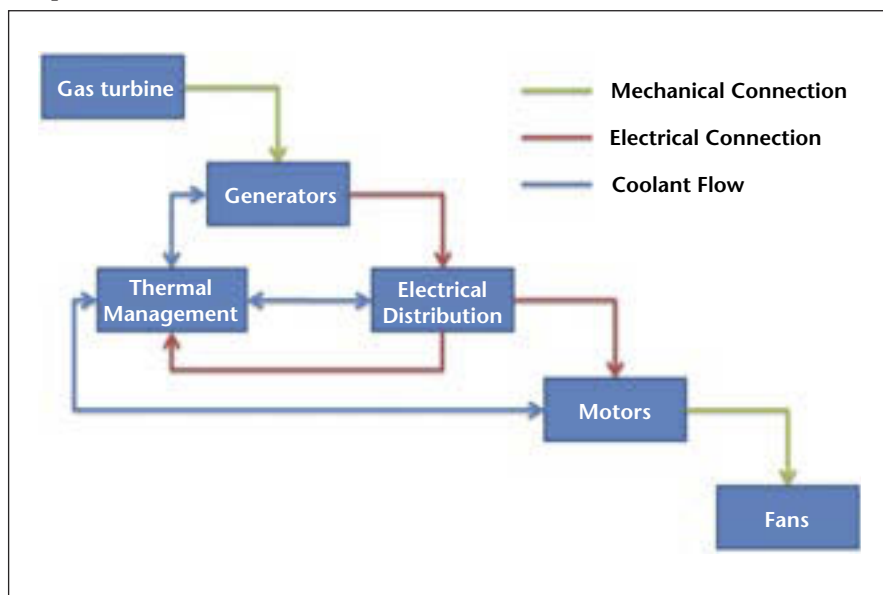 Gas turbine
Mechanical Connection
Electrical Connection
Coolant Flow
Generators
Thermal
Management
Electrical
Distribution
Motors
Fans